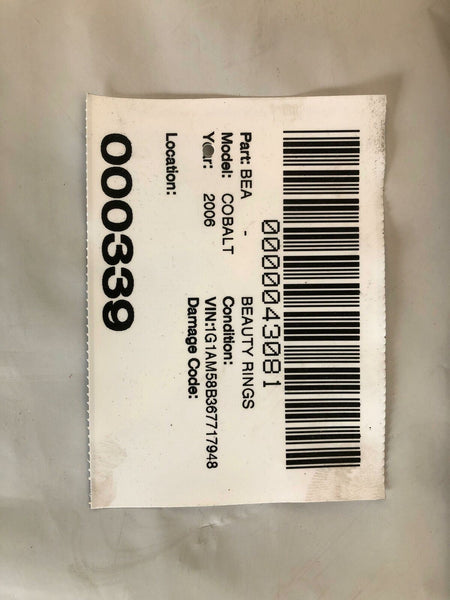 0000043081
Part: BEA - BEAUTY RINGS
Model: COBALT Condition:
Year: 2006 VIN:1G1AM58B367717948
Damage Code:
Location:
000339